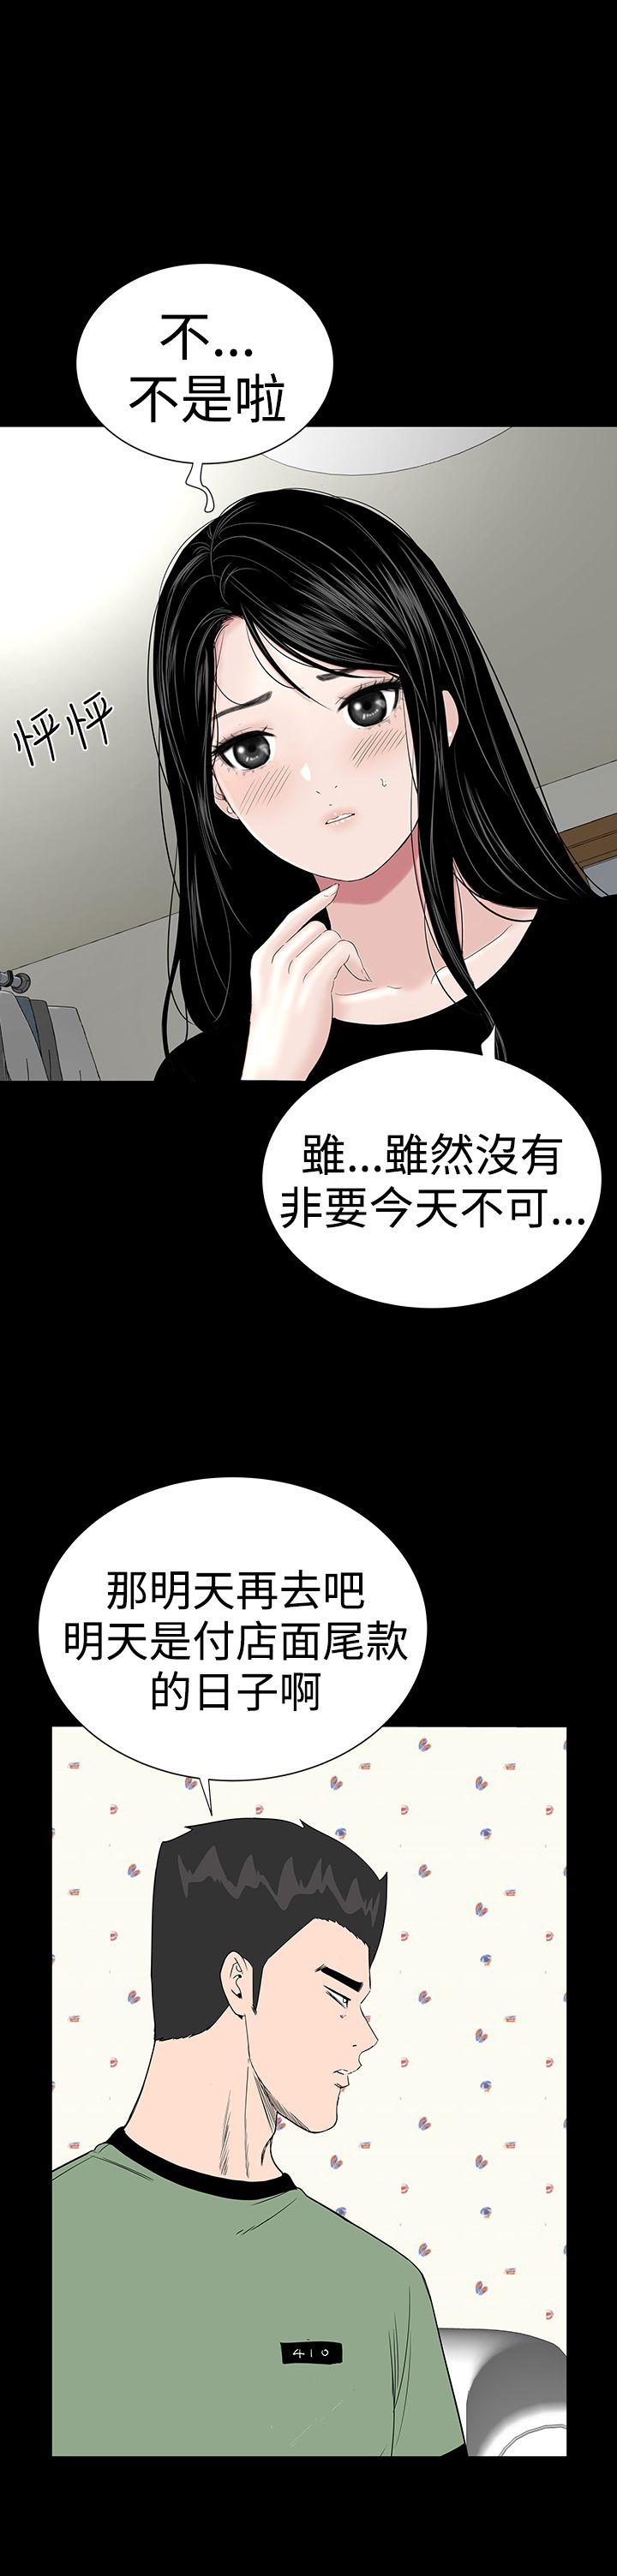 不…
不是啦
怦怦
雖…雖然沒有
非要今天不可…
那明天再去吧
明天是付店面尾款
的日子啊
410